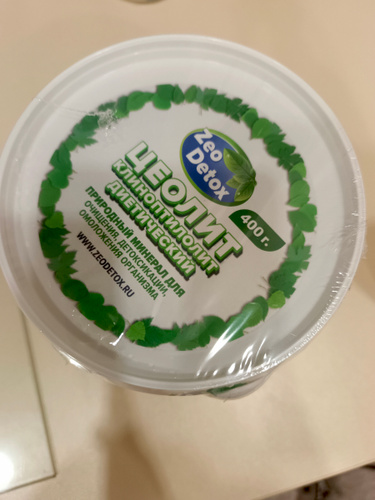 Zeo
Detox
400 г.
ЦЕОЛИТ
КЛИНОПТИЛОЛИТ
ДИЕТИЧЕСКИЙ
ПРИРОДНЫЙ МИНЕРАЛ ДЛЯ
ОЧИЩЕНИЯ, ДЕТОКСИКАЦИИ,
ОМОЛОЖЕНИЯ ОРГАНИЗМА
WWW.ZEODETOX.RU